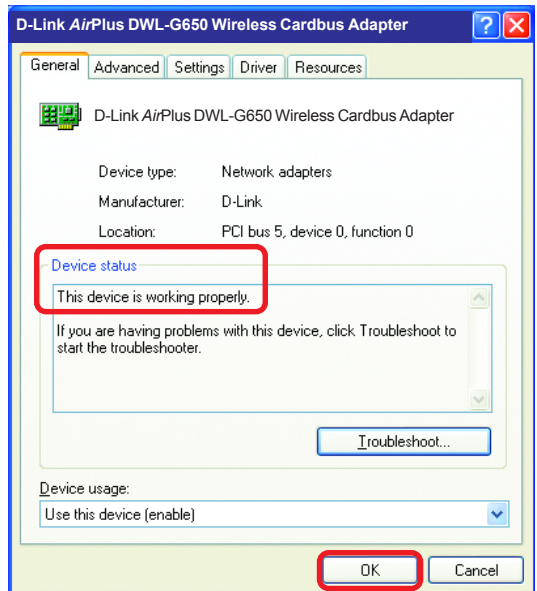 D-Link AirPlus DWL-G650 Wireless Cardbus Adapter
General Advanced Settings Driver Resources
D-Link AirPlus DWL-G650 Wireless Cardbus Adapter
Device type: Network adapters
Manufacturer: D-Link
Location: PCI bus 5, device 0, function 0
Device status
This device is working properly.
If you are having problems with this device, click Troubleshoot to
start the troubleshooter.
Troubleshoot...
Device usage:
Use this device (enable)
OK Cancel